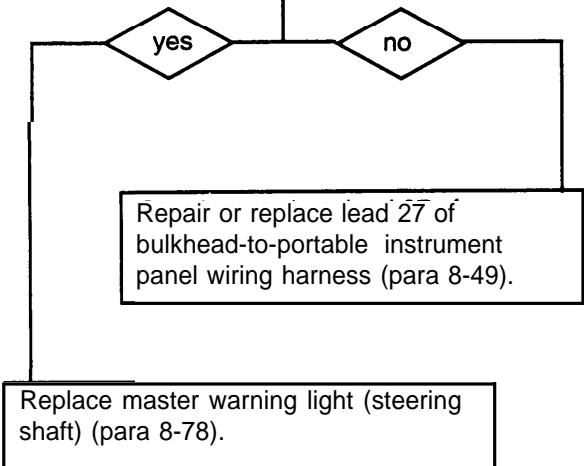 yes
no
Repair or replace lead 27 of
bulkhead-to-portable instrument
panel wiring harness (para 8-49).
Replace master warning light (steering
shaft) (para 8-78).